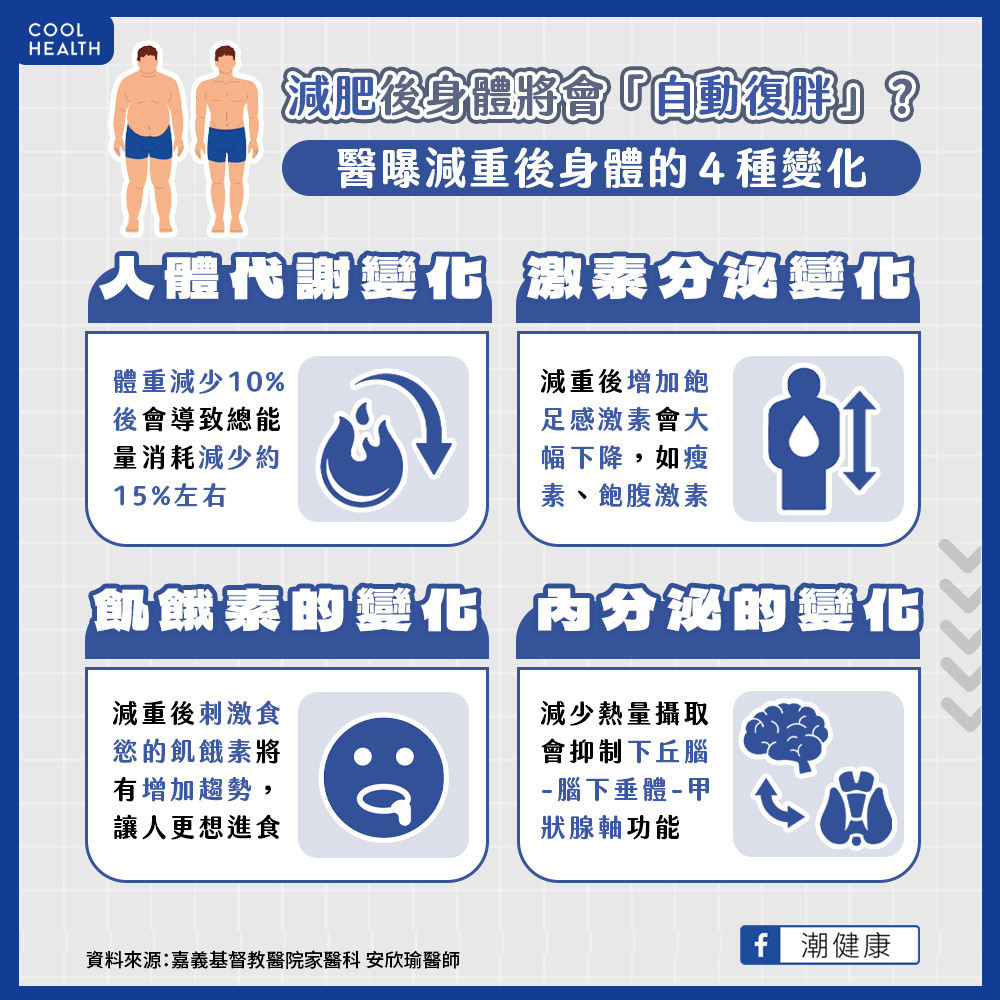 COOL
HEALTH
減肥後身體將會「自動復胖」?
醫曝減重後身體的4種變化
人體代謝變化
體重減少10%
後會導致總能
量消耗減少約
15%左右
激素分泌變化
減重後增加飽
足感激素會大
幅下降，如瘦
素、飽腹激素
飢餓素的變化
減重後刺激食
慾的飢餓素將
有增加趨勢，
讓人更想進食
內分泌的變化
減少熱量攝取
會抑制下丘腦
-腦下垂體-甲
狀腺軸功能
資料來源:嘉義基督教醫院家醫科 安欣瑜醫師
f 潮健康